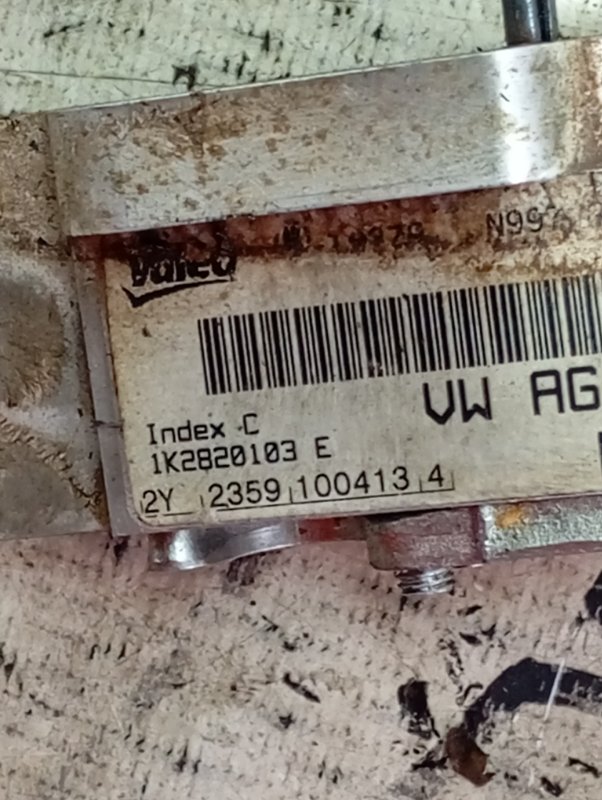 N997
Valeo
VW AG
Index C
1K2820103 E
2Y 2359 100413 4